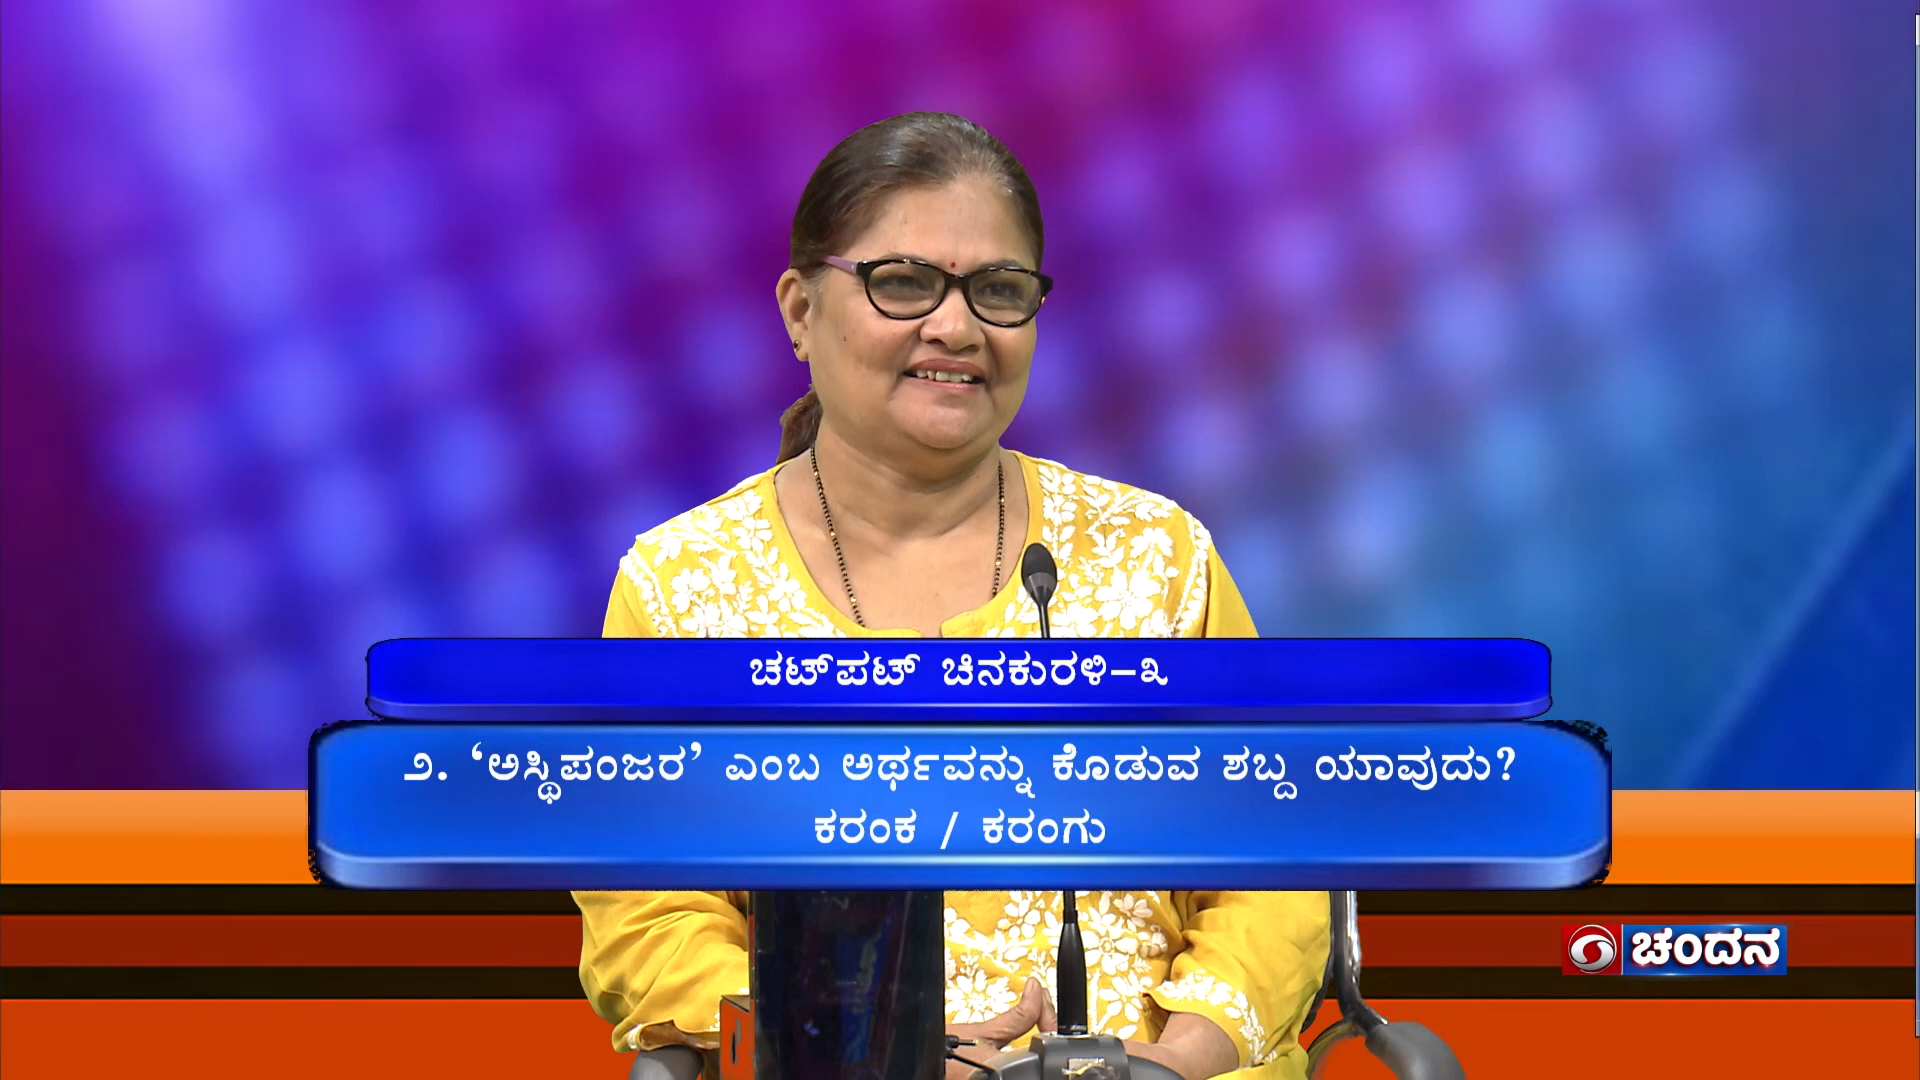 ಚಟ್‌ಪಟ್ ಚಿನಕುರಳಿ–೩
೨. ‘ಅಸ್ಥಿಪಂಜರ’ ಎಂಬ ಅರ್ಥವನ್ನು ಕೊಡುವ ಶಬ್ದ ಯಾವುದು?
ಕರಂಕ / ಕರಂಗು
ಚಂದನ